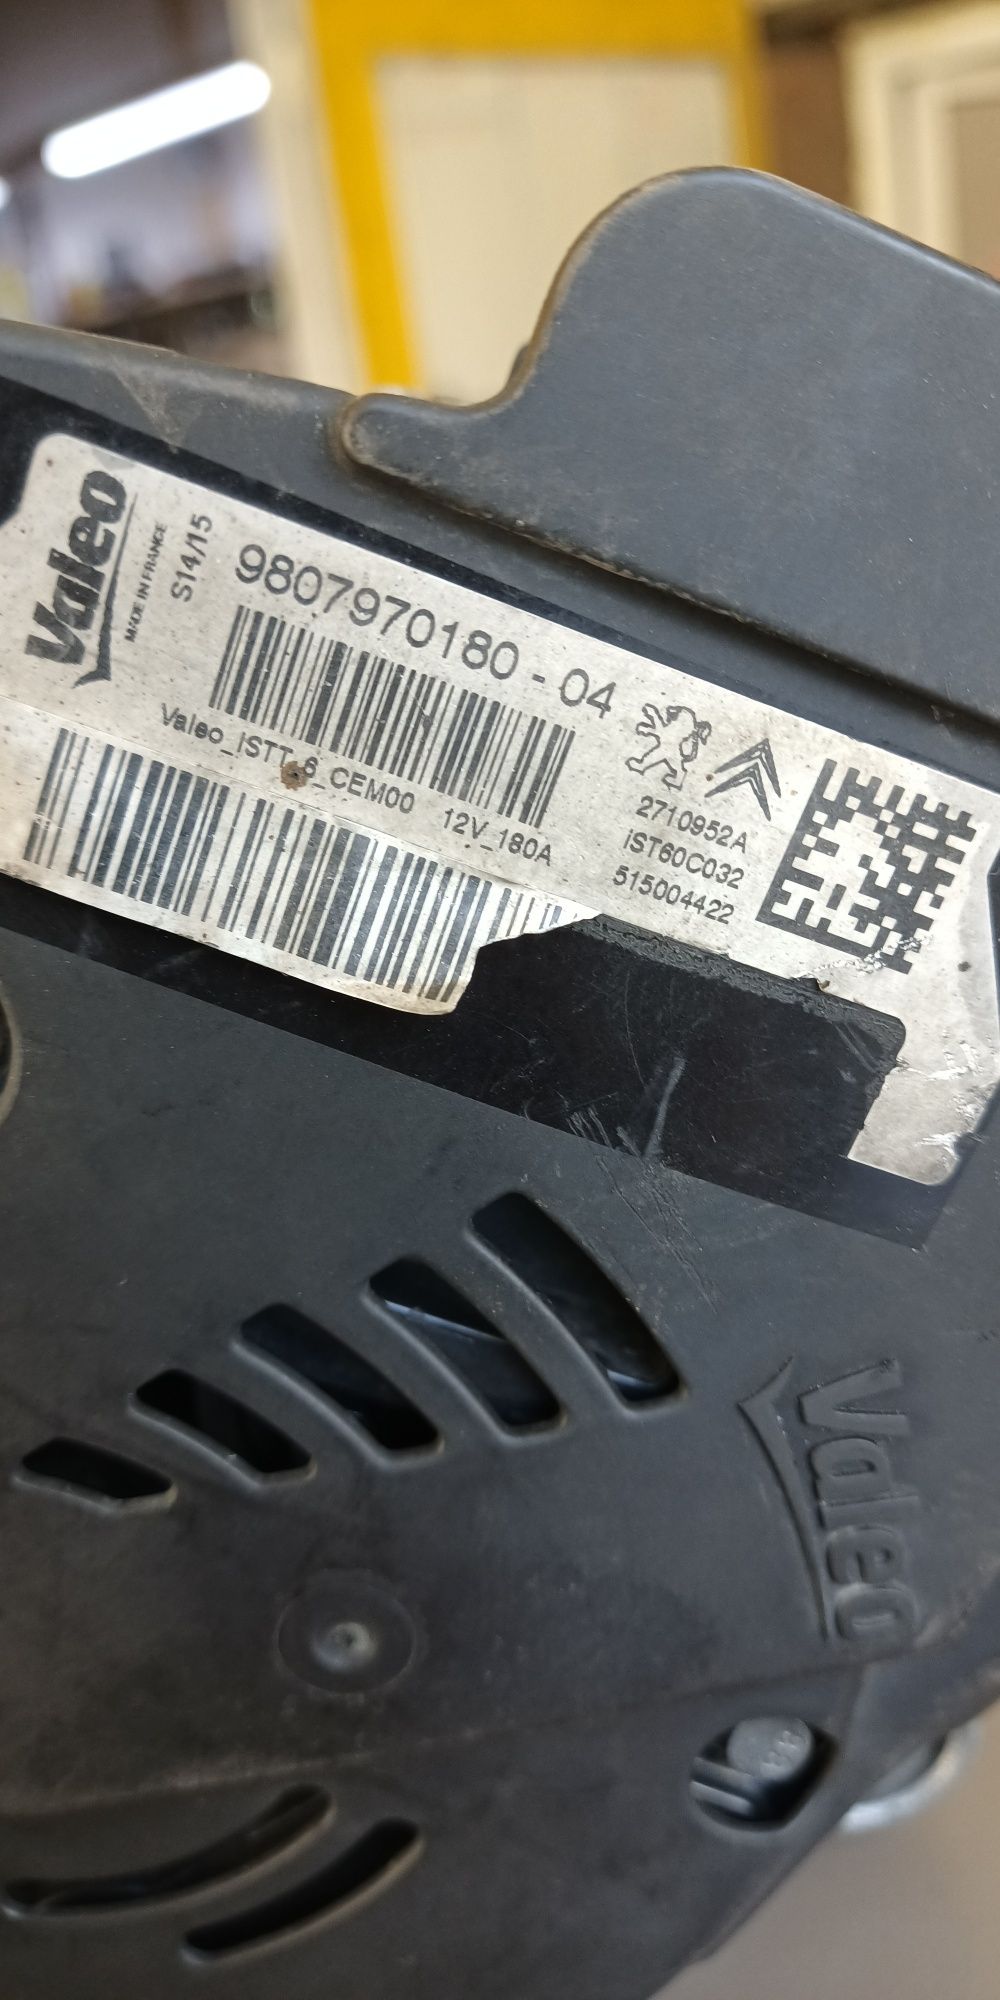 Valeo
MADE IN FRANCE
S14/15
9807970180 - 04
Valeo_ISTT_6_CEM00 12V_180A
2710952A
iST60C032
515004422
Valeo